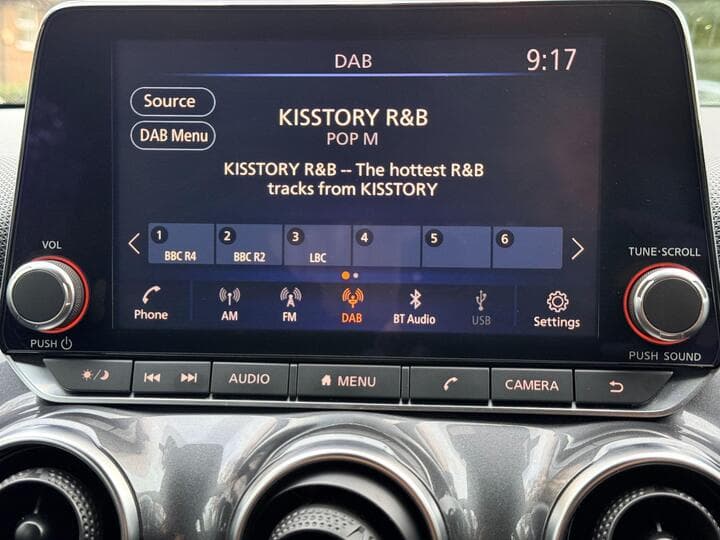 DAB
9:17
Source
DAB Menu
KISSTORY R&B
POP M
KISSTORY R&B -- The hottest R&B
tracks from KISSTORY
VOL
TUNE·SCROLL
1 2 3 4 5 6
BBC R4 BBC R2 LBC
Phone AM FM DAB BT Audio USB Settings
PUSH
PUSH SOUND
AUDIO MENU CAMERA